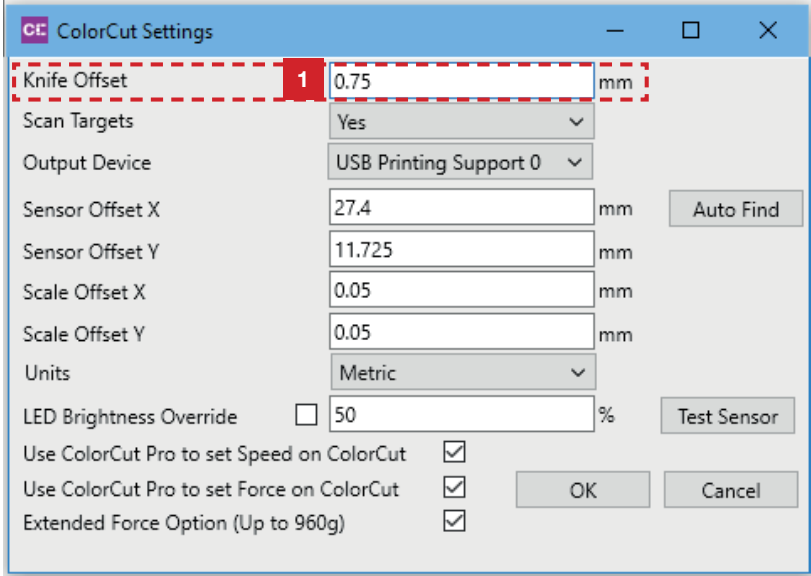 CE ColorCut Settings
Knife Offset 1 0.75 mm
Scan Targets Yes
Output Device USB Printing Support 0
Sensor Offset X 27.4 mm Auto Find
Sensor Offset Y 11.725 mm
Scale Offset X 0.05 mm
Scale Offset Y 0.05 mm
Units Metric
LED Brightness Override 50 % Test Sensor
Use ColorCut Pro to set Speed on ColorCut
Use ColorCut Pro to set Force on ColorCut OK Cancel
Extended Force Option (Up to 960g)